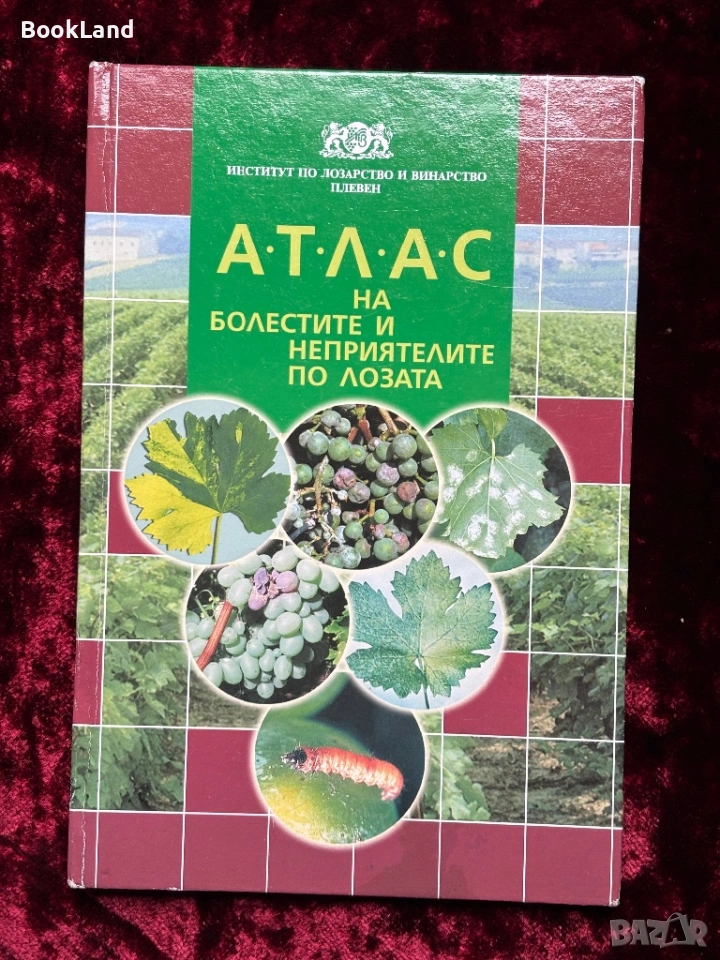 BookLand
ИНСТИТУТ ПО ЛОЗАРСТВО И ВИНАРСТВО
ПЛЕВЕН
А·Т·Л·А·С
НА
БОЛЕСТИТЕ И
НЕПРИЯТЕЛИТЕ
ПО ЛОЗАТА
BAZAR